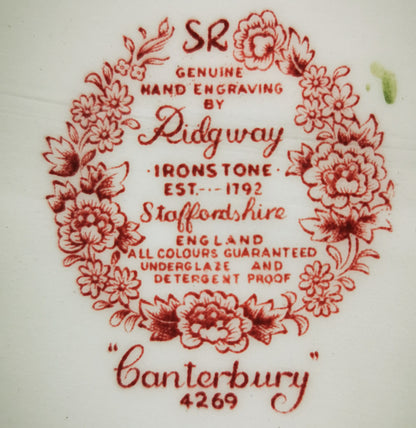 SR
GENUINE
HAND ENGRAVING
BY
Ridgway
·IRONSTONE·
EST.---1792
Staffordshire
ENGLAND
ALL COLOURS GUARANTEED
UNDERGLAZE AND
DETERGENT PROOF
"Canterbury"
4269